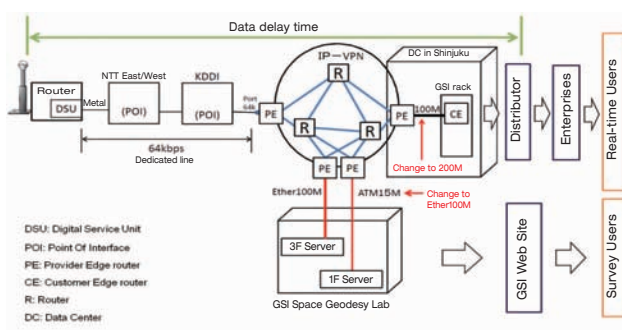 Data delay time
Router
DSU
Metal
NTT East/West
(POI)
KDDI
(POI)
Port
64k
PE
64kbps
Dedicated line
IP-VPN
R
R
R
PE
PE
PE
DC in Shinjuku
GSI rack
100M
CE
Change to 200M
Distributor
Enterprises
Real-time Users
Ether100M
ATM15M
Change to
Ether100M
3F Server
1F Server
GSI Space Geodesy Lab
GSI Web Site
Survey Users
DSU: Digital Service Unit
POI: Point Of Interface
PE: Provider Edge router
CE: Customer Edge router
R: Router
DC: Data Center